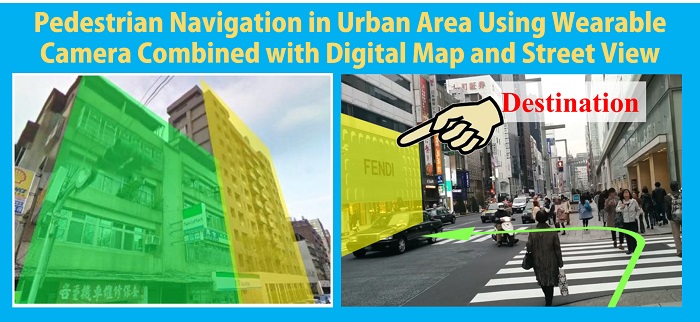 Pedestrian Navigation in Urban Area Using Wearable
Camera Combined with Digital Map and Street View
Destination
FENDI